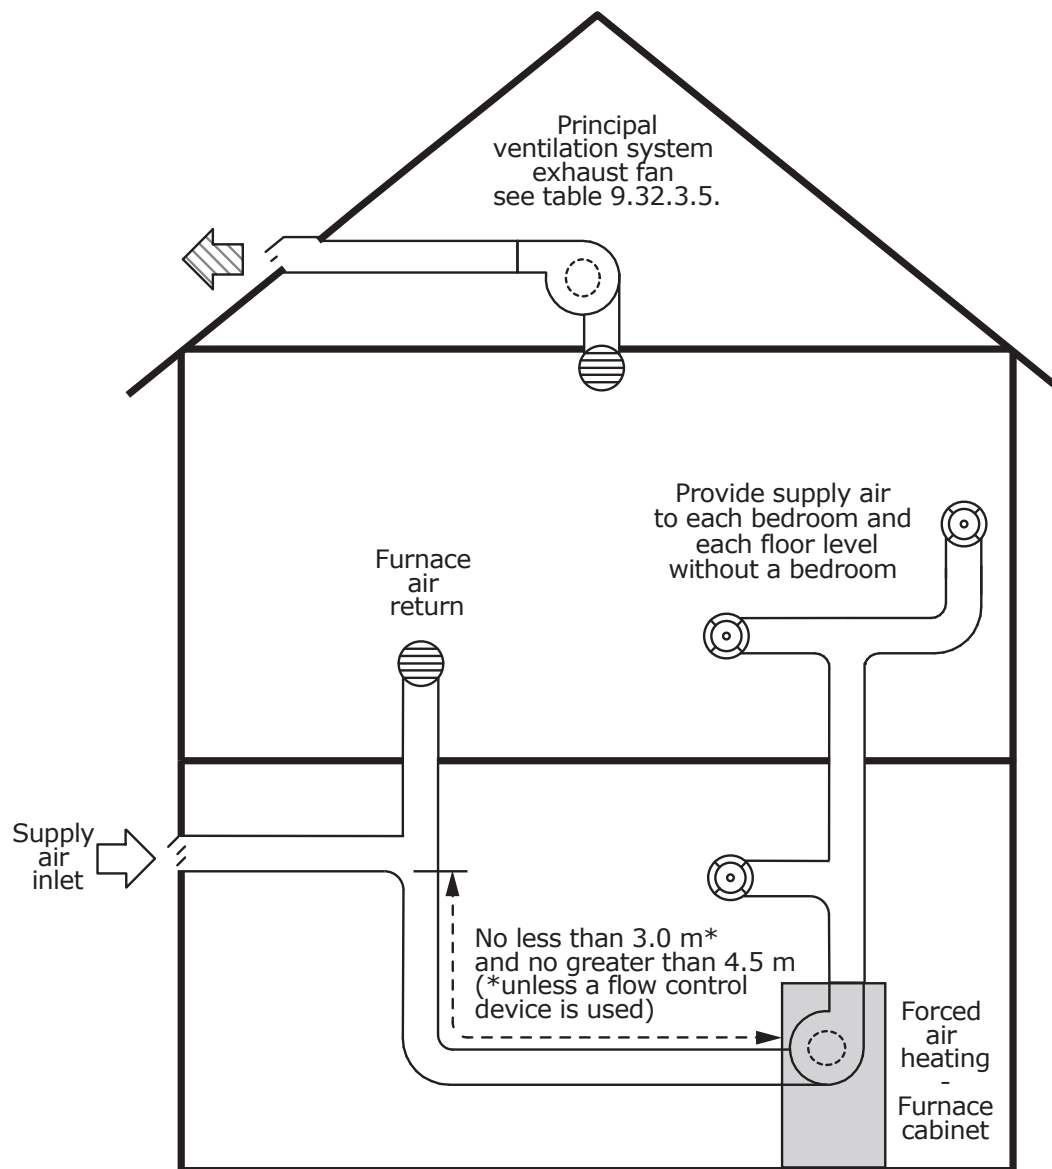 Principal
ventilation system
exhaust fan
see table 9.32.3.5.
Provide supply air
to each bedroom and
each floor level
without a bedroom
Furnace
air
return
Supply
air
inlet
No less than 3.0 m*
and no greater than 4.5 m
(*unless a flow control
device is used)
Forced
air
heating
-
Furnace
cabinet